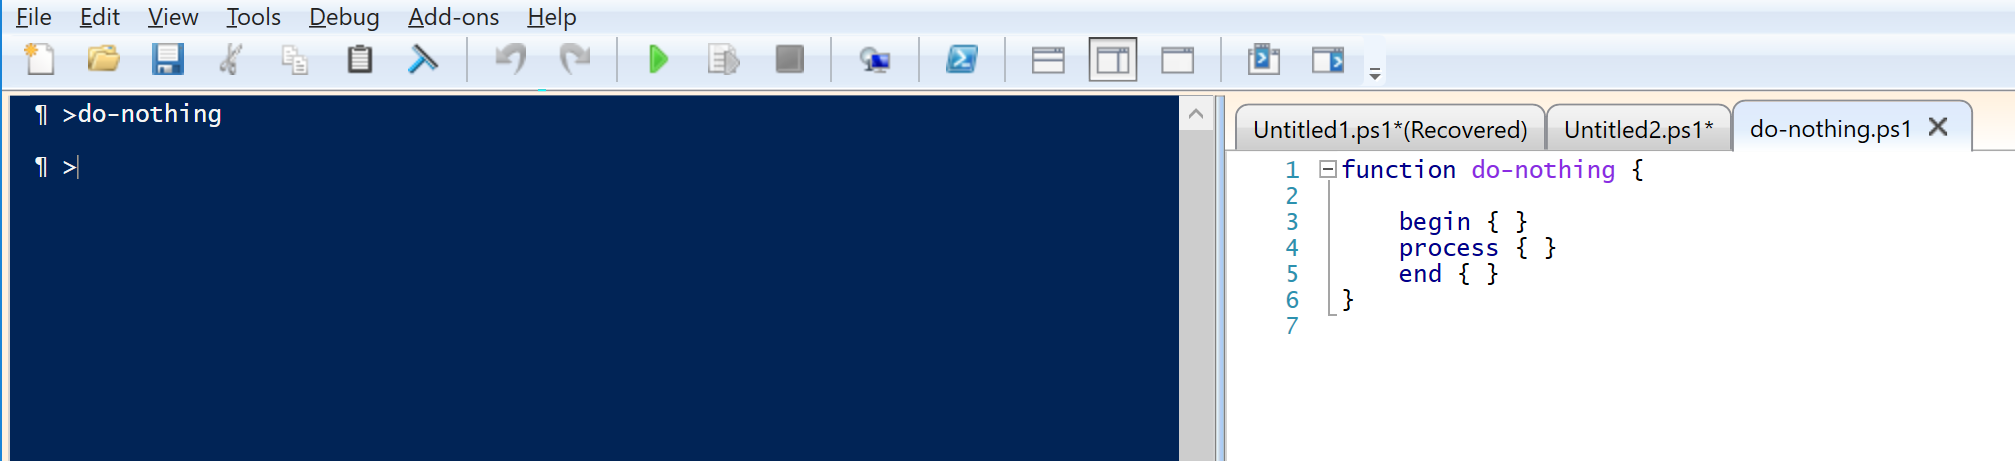 File Edit View Tools Debug Add-ons Help
¶ >do-nothing
¶ >
Untitled1.ps1*(Recovered) Untitled2.ps1* do-nothing.ps1
1 function do-nothing {
2
3 begin { }
4 process { }
5 end { }
6 }
7